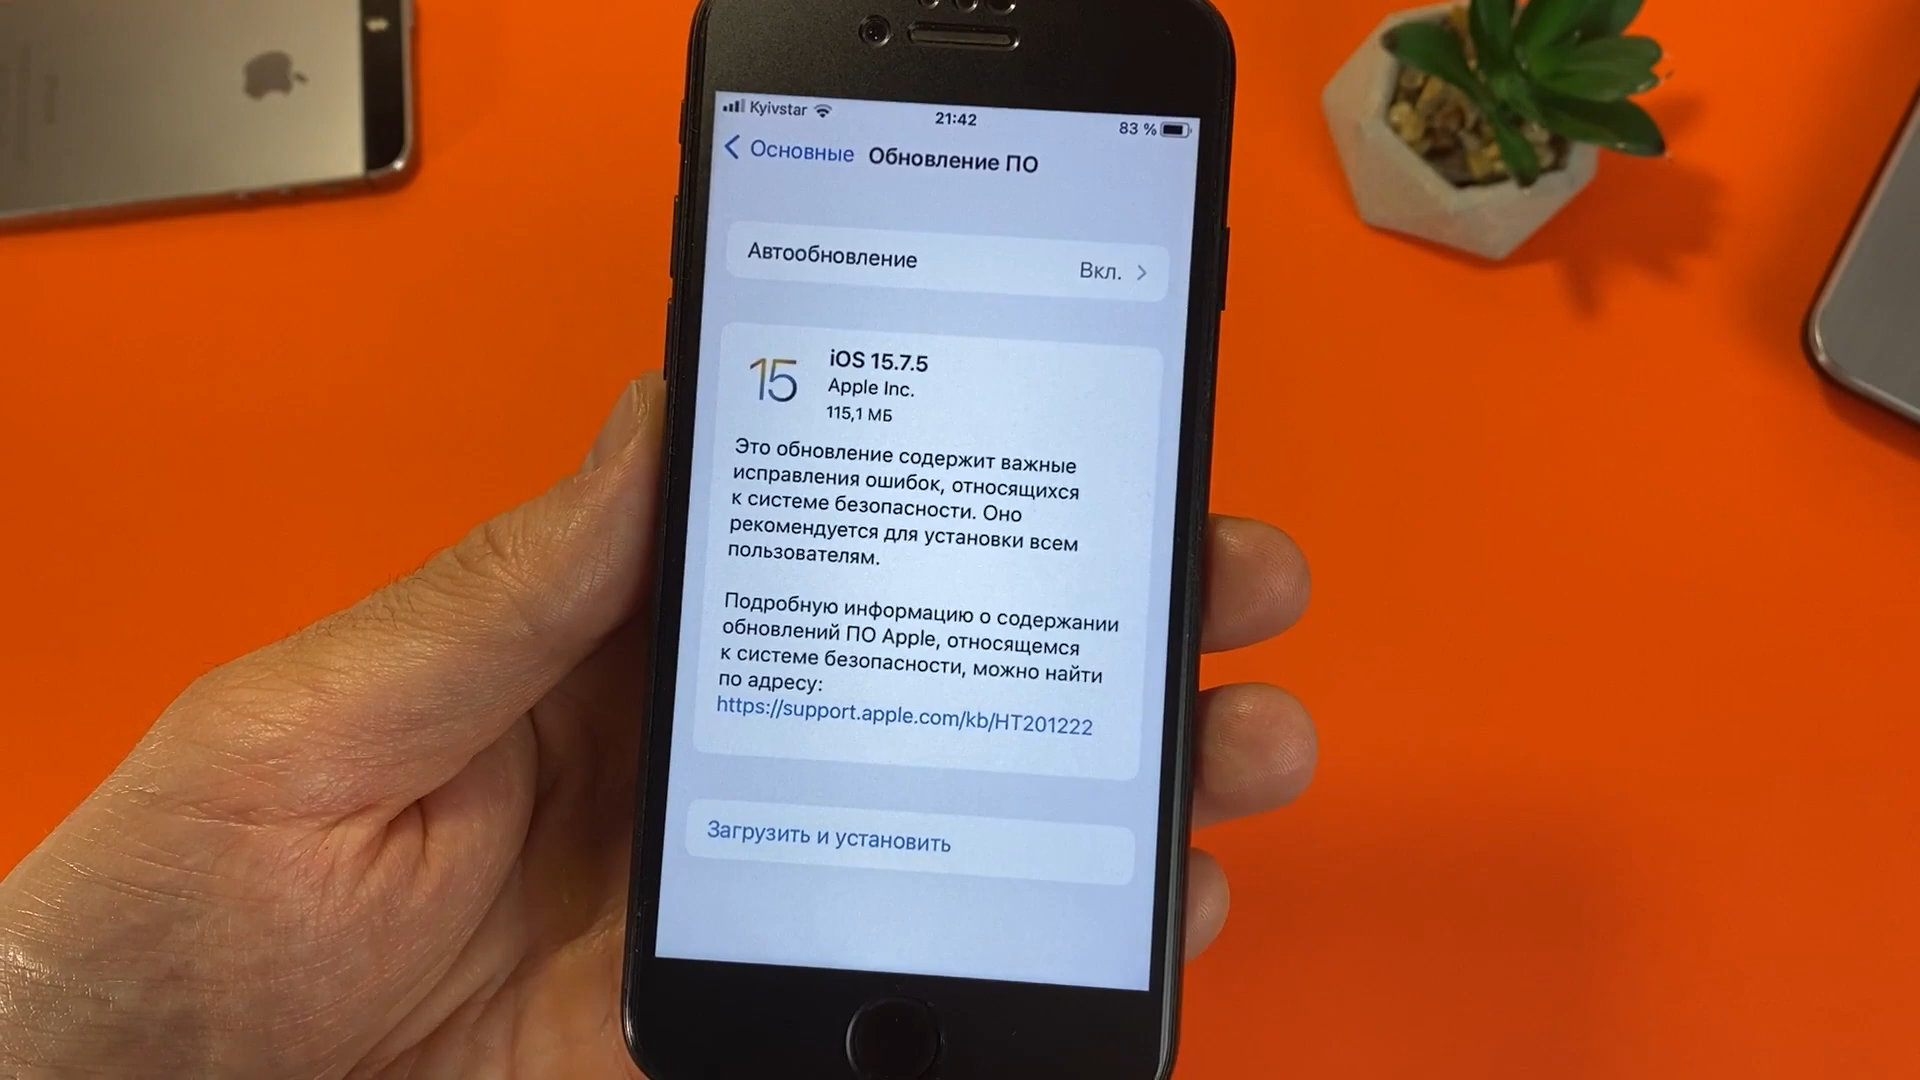 Kyivstar
21:42
83 %
Основные
Обновление ПО
Автообновление
Вкл.
15
iOS 15.7.5
Apple Inc.
115,1 МБ
Это обновление содержит важные
исправления ошибок, относящихся
к системе безопасности. Оно
рекомендуется для установки всем
пользователям.
Подробную информацию о содержании
обновлений ПО Apple, относящемся
к системе безопасности, можно найти
по адресу:
https://support.apple.com/kb/HT201222
Загрузить и установить